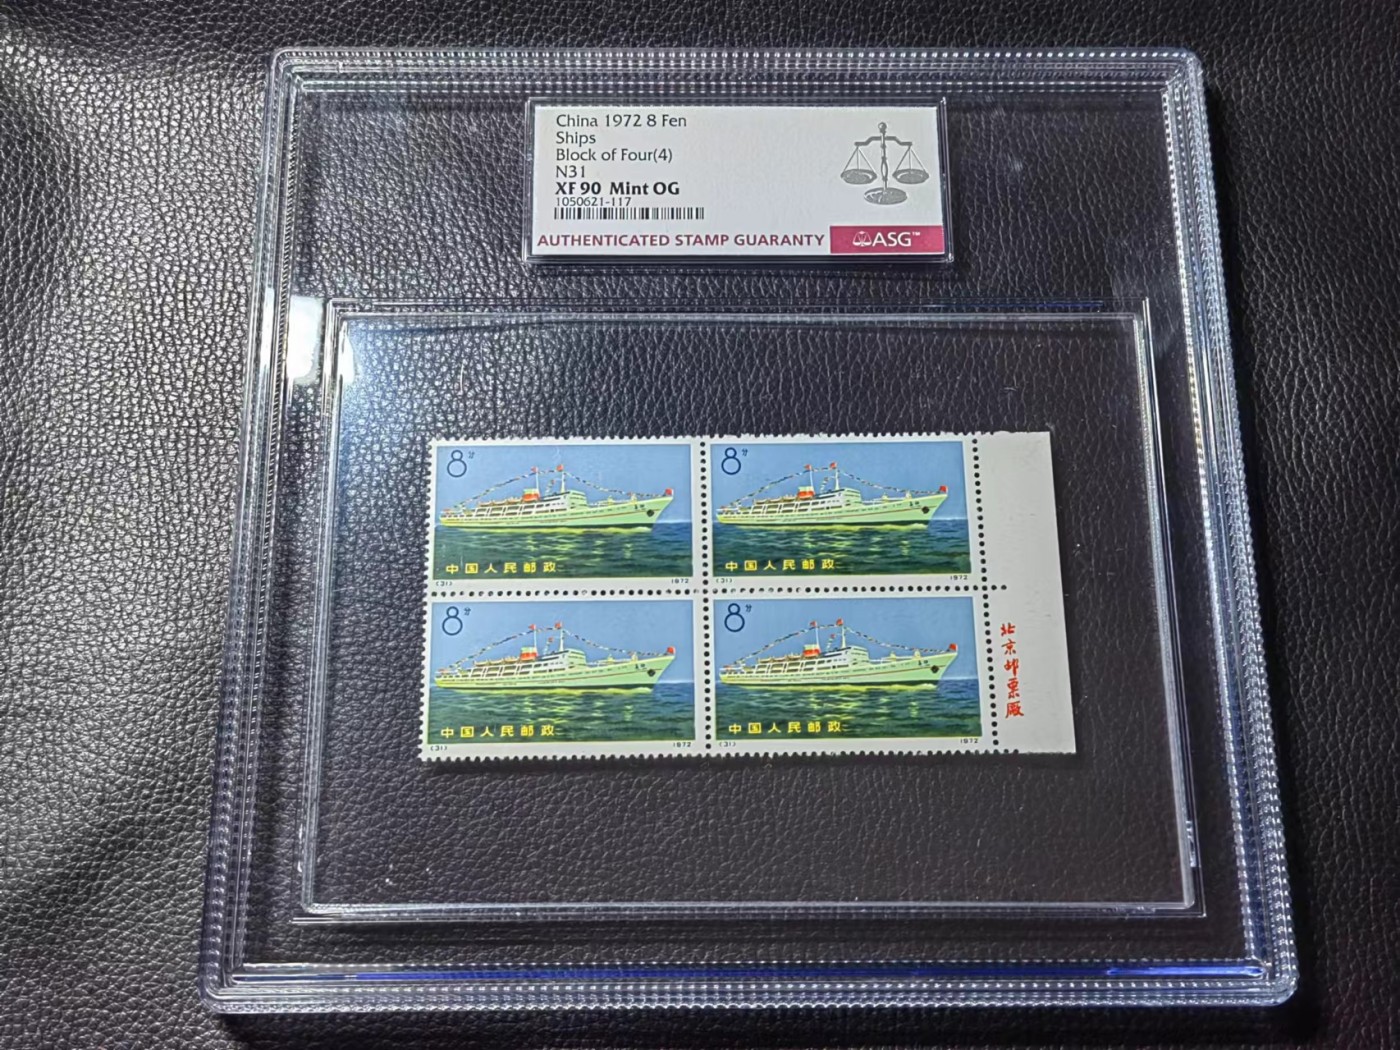 China 1972 8 Fen
Ships
Block of Four(4)
N31
XF 90 Mint OG
1050621-117
AUTHENTICATED STAMP GUARANTY
ASG™
8分
中国人民邮政
(31)
1972
8分
中国人民邮政
(31)
1972
8分
中国人民邮政
(31)
1972
8分
中国人民邮政
(31)
1972
北京邮票厂